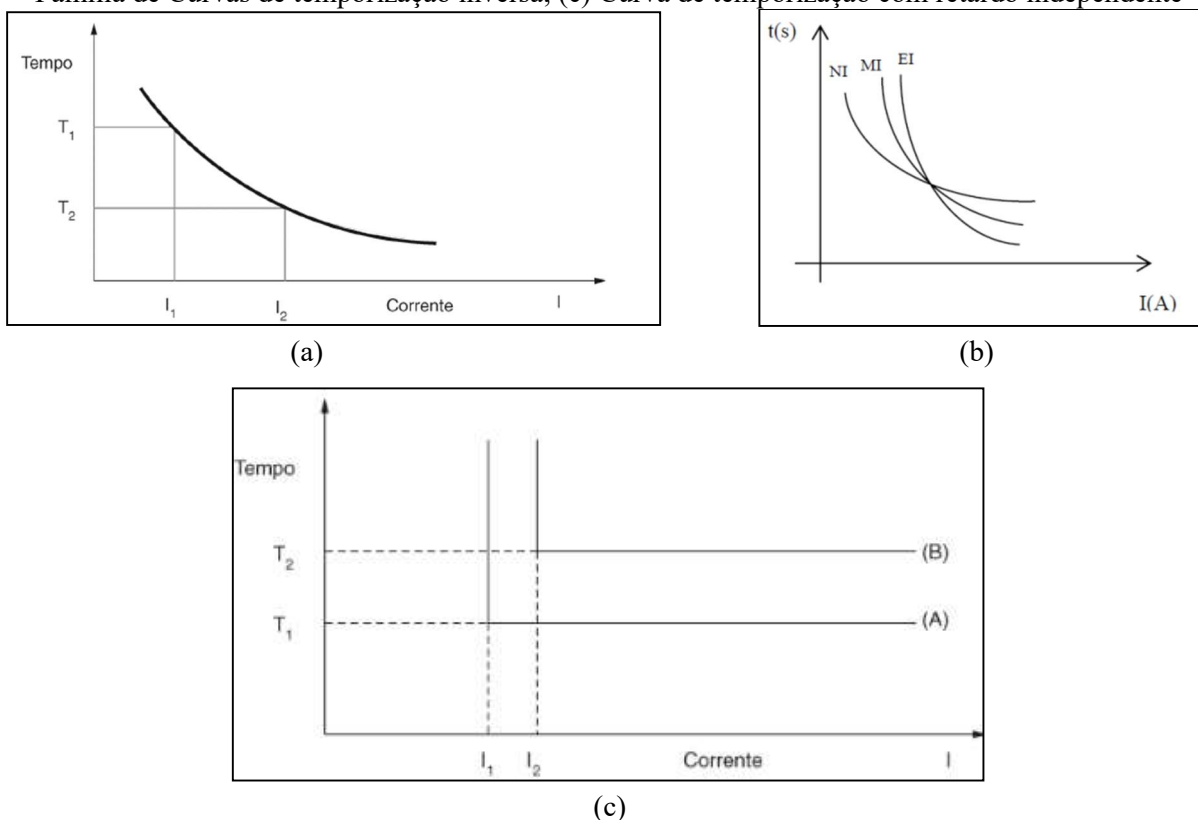 Família de Curvas de temporização inversa; (c) Curva de temporização com retardo independente
Tempo
T1
T2
I1 I2 Corrente I
(a)
t(s)
NI MI EI
I(A)
(b)
Tempo
T2
(B)
T1
(A)
I1 I2 Corrente I
(c)